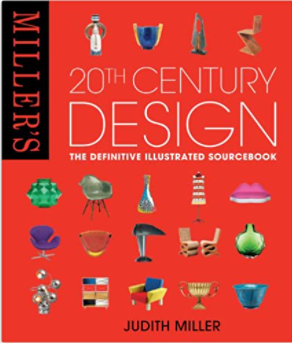 MILLER'S
20TH CENTURY
DESIGN
THE DEFINITIVE ILLUSTRATED SOURCEBOOK
JUDITH MILLER